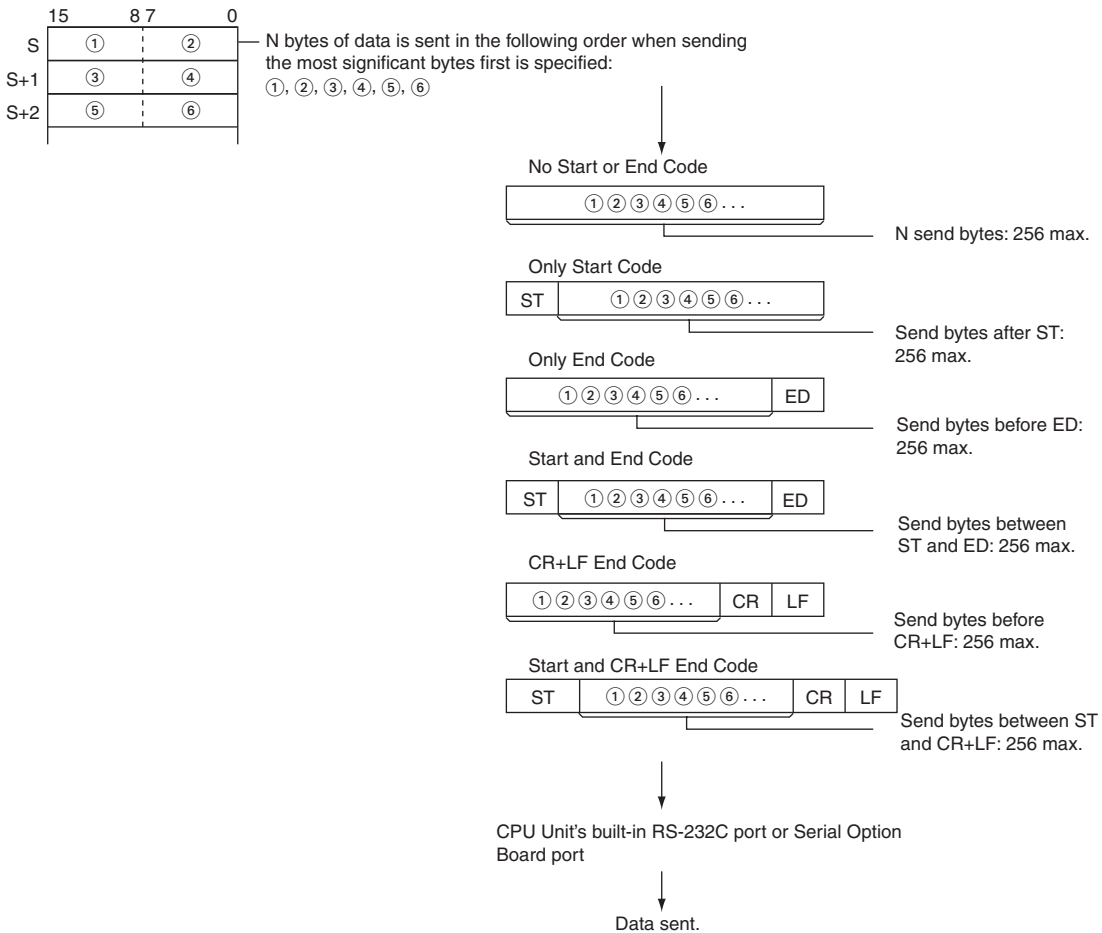 15 8 7 0
S ① ②
S+1 ③ ④
S+2 ⑤ ⑥
N bytes of data is sent in the following order when sending
the most significant bytes first is specified:
①, ②, ③, ④, ⑤, ⑥
No Start or End Code
①②③④⑤⑥...
N send bytes: 256 max.
Only Start Code
ST ①②③④⑤⑥...
Send bytes after ST:
256 max.
Only End Code
①②③④⑤⑥... ED
Send bytes before ED:
256 max.
Start and End Code
ST ①②③④⑤⑥... ED
Send bytes between
ST and ED: 256 max.
CR+LF End Code
①②③④⑤⑥... CR LF
Send bytes before
CR+LF: 256 max.
Start and CR+LF End Code
ST ①②③④⑤⑥... CR LF
Send bytes between ST
and CR+LF: 256 max.
CPU Unit's built-in RS-232C port or Serial Option
Board port
Data sent.